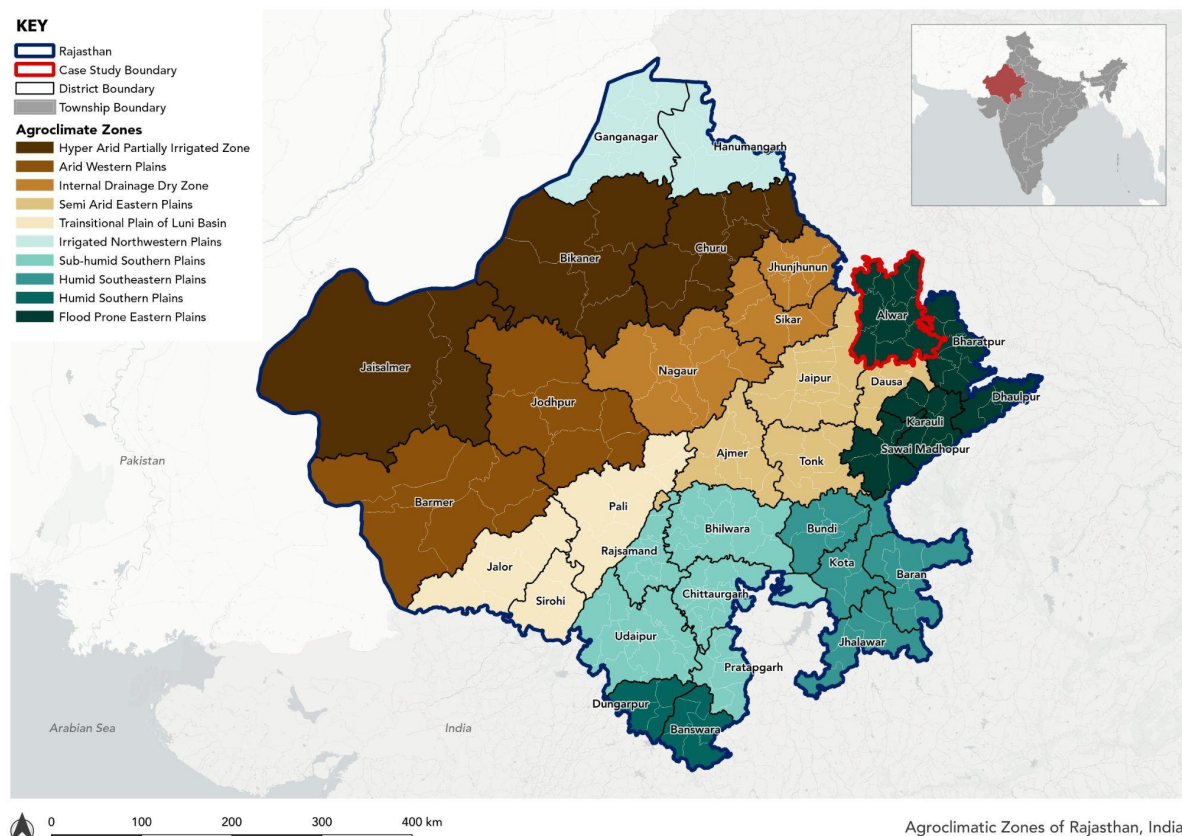 KEY
Rajasthan
Case Study Boundary
District Boundary
Township Boundary
Agroclimate Zones
Hyper Arid Partially Irrigated Zone
Arid Western Plains
Internal Drainage Dry Zone
Semi Arid Eastern Plains
Transitional Plain of Luni Basin
Irrigated Northwestern Plains
Sub-humid Southern Plains
Humid Southeastern Plains
Humid Southern Plains
Flood Prone Eastern Plains
Ganganagar
Hanumangarh
Bikaner
Churu
Jhunjhunun
Sikar
Alwar
Bharatpur
Jaisalmer
Nagaur
Jaipur
Dausa
Dhaulpur
Jodhpur
Karauli
Sawai Madhopur
Ajmer
Tonk
Pakistan
Barmer
Pali
Bhilwara
Bundi
Rajsamand
Kota
Baran
Jalor
Sirohi
Chittaurgarh
Udaipur
Jhalawar
Pratapgarh
Dungarpur
Banswara
Arabian Sea
India
0 100 200 300 400 km
Agroclimatic Zones of Rajasthan, India